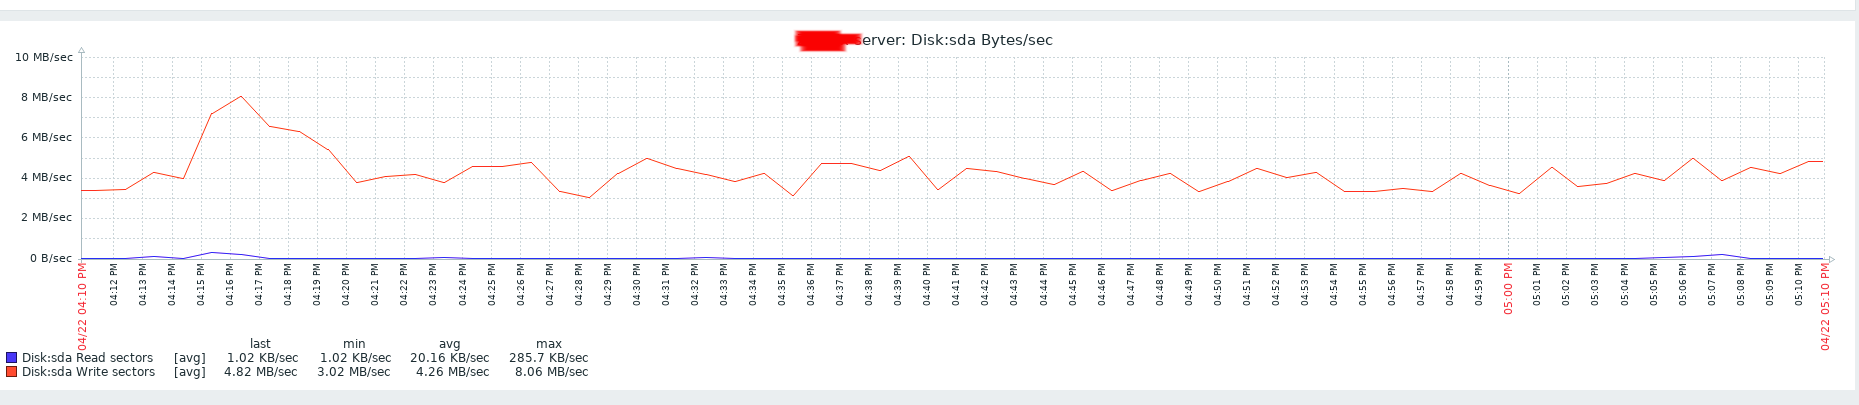 erver: Disk:sda Bytes/sec
10 MB/sec
8 MB/sec
6 MB/sec
4 MB/sec
2 MB/sec
0 B/sec
04/22 04:10 PM
04:12 PM
04:13 PM
04:14 PM
04:15 PM
04:16 PM
04:17 PM
04:18 PM
04:19 PM
04:20 PM
04:21 PM
04:22 PM
04:23 PM
04:24 PM
04:25 PM
04:26 PM
04:27 PM
04:28 PM
04:29 PM
04:30 PM
04:31 PM
04:32 PM
04:33 PM
04:34 PM
04:35 PM
04:36 PM
04:37 PM
04:38 PM
04:39 PM
04:40 PM
04:41 PM
04:42 PM
04:43 PM
04:44 PM
04:45 PM
04:46 PM
04:47 PM
04:48 PM
04:49 PM
04:50 PM
04:51 PM
04:52 PM
04:53 PM
04:54 PM
04:55 PM
04:56 PM
04:57 PM
04:58 PM
04:59 PM
05:00 PM
05:01 PM
05:02 PM
05:03 PM
05:04 PM
05:05 PM
05:06 PM
05:07 PM
05:08 PM
05:09 PM
05:10 PM
04/22 05:10 PM
last min avg max
Disk:sda Read sectors [avg] 1.02 KB/sec 1.02 KB/sec 20.16 KB/sec 285.7 KB/sec
Disk:sda Write sectors [avg] 4.82 MB/sec 3.02 MB/sec 4.26 MB/sec 8.06 MB/sec